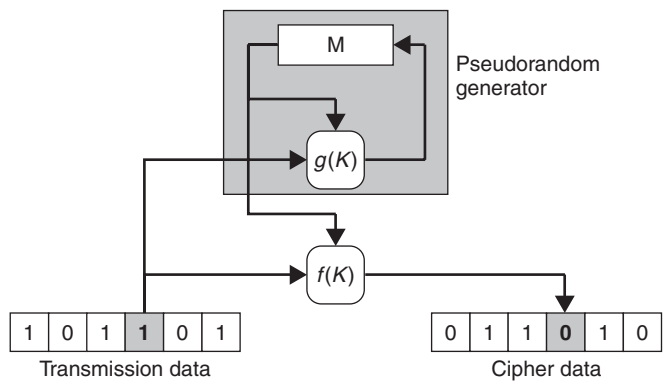 M
Pseudorandom
generator
g(K)
f(K)
1 0 1 1 0 1
0 1 1 0 1 0
Transmission data
Cipher data